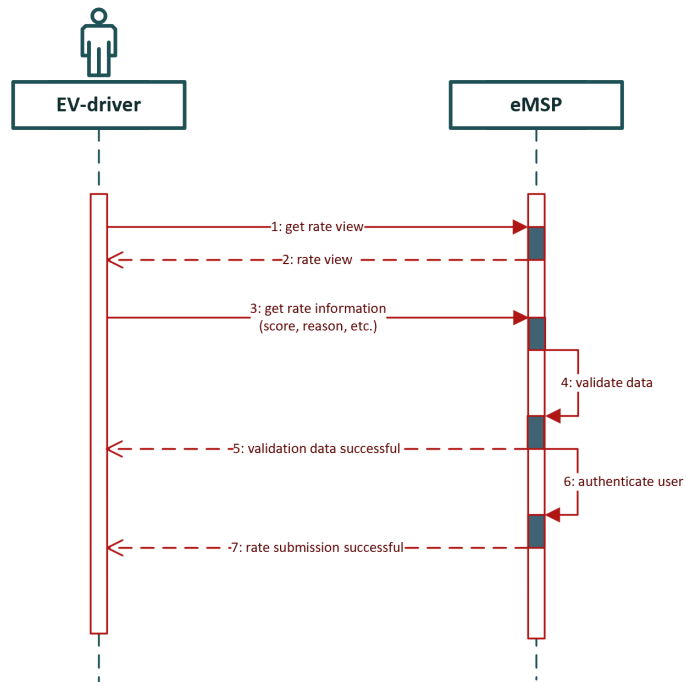 EV-driver
eMSP
1: get rate view
2: rate view
3: get rate information
(score, reason, etc.)
4: validate data
5: validation data successful
6: authenticate user
7: rate submission successful